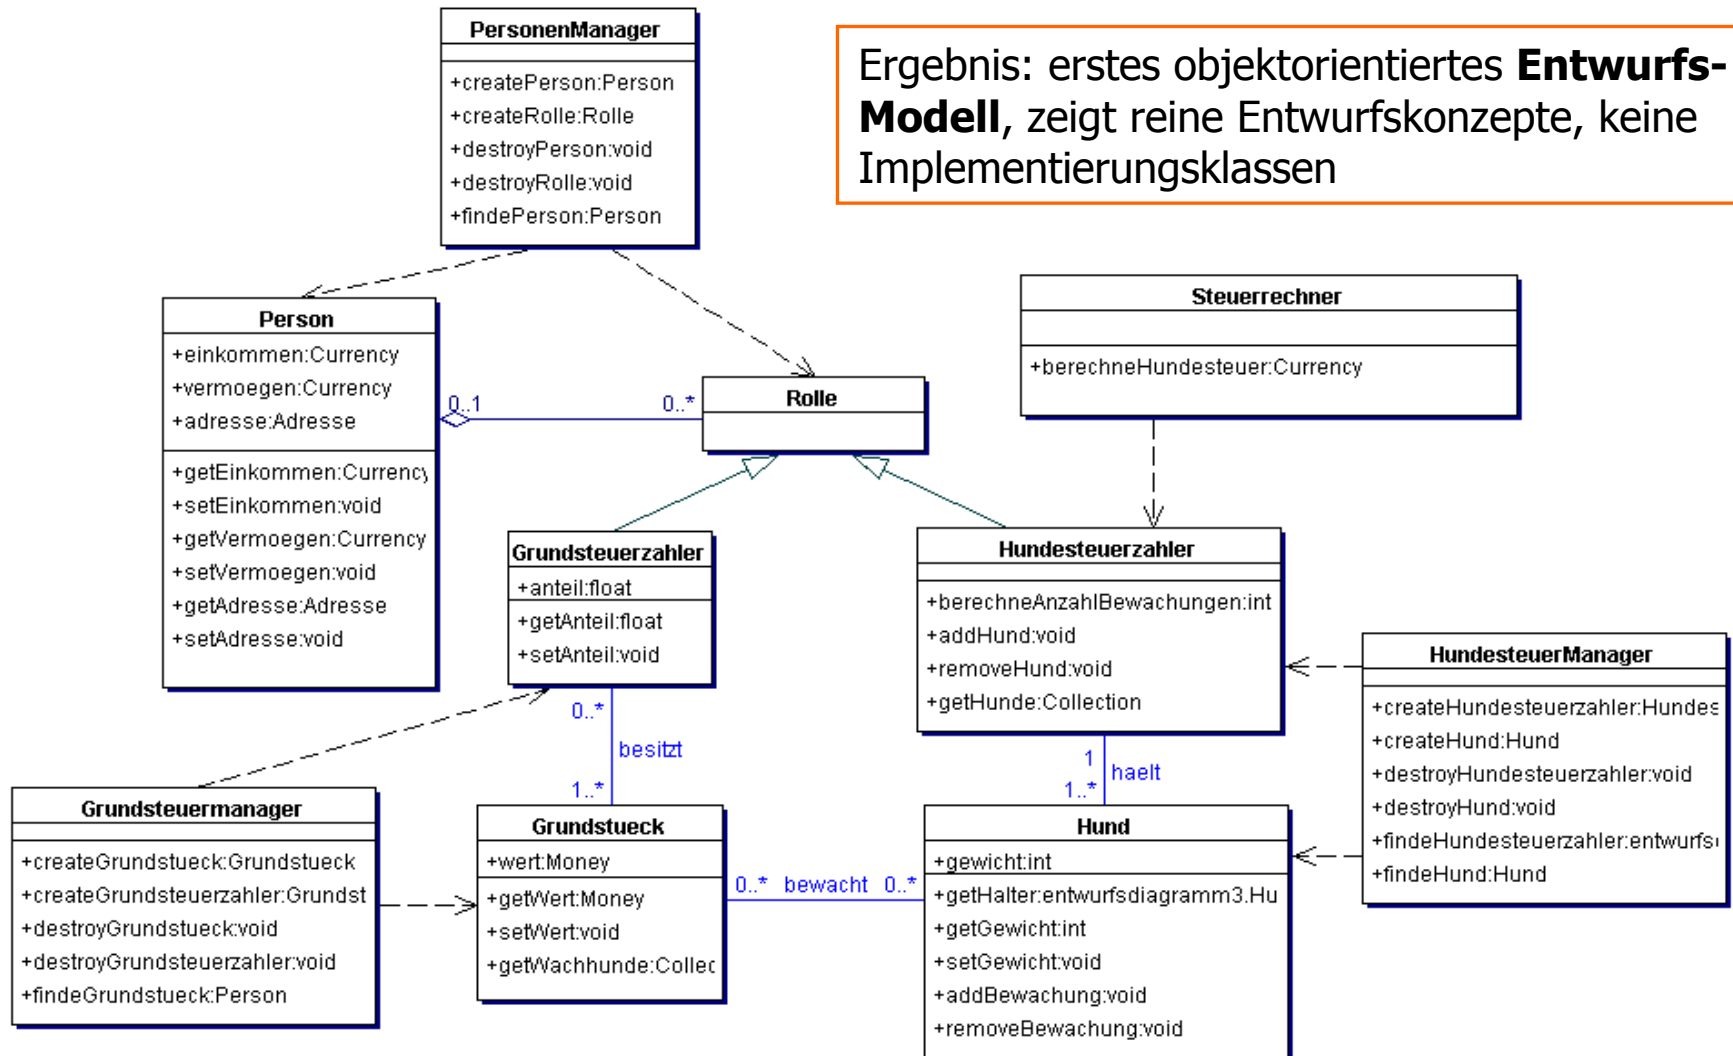 PersonenManager
+createPerson:Person
+createRolle:Rolle
+destroyPerson:void
+destroyRolle:void
+findePerson:Person
Ergebnis: erstes objektorientiertes Entwurfs-
Modell, zeigt reine Entwurfskonzepte, keine
Implementierungsklassen
Person
+einkommen:Currency
+vermoegen:Currency
+adresse:Adresse
+getEinkommen:Currency
+setEinkommen:void
+getVermoegen:Currency
+setVermoegen:void
+getAdresse:Adresse
+setAdresse:void
0..1
0..*
Rolle
Steuerrechner
+berechneHundesteuer:Currency
Grundsteuerzahler
+anteil:float
+getAnteil:float
+setAnteil:void
Hundesteuerzahler
+berechneAnzahlBewachungen:int
+addHund:void
+removeHund:void
+getHunde:Collection
HundesteuerManager
+createHundesteuerzahler:Hundes
+createHund:Hund
+destroyHundesteuerzahler:void
+destroyHund:void
+findeHundesteuerzahler:entwurfs
+findeHund:Hund
0..*
besitzt
1..*
1
haelt
1..*
Grundsteuermanager
+createGrundstueck:Grundstueck
+createGrundsteuerzahler:Grundst
+destroyGrundstueck:void
+destroyGrundsteuerzahler:void
+findeGrundstueck:Person
Grundstueck
+wert:Money
+getWert:Money
+setWert:void
+getWachhunde:Collec
0..* bewacht 0..*
Hund
+gewicht:int
+getHalter:entwurfsdiagramm3.Hu
+getGewicht:int
+setGewicht:void
+addBewachung:void
+removeBewachung:void